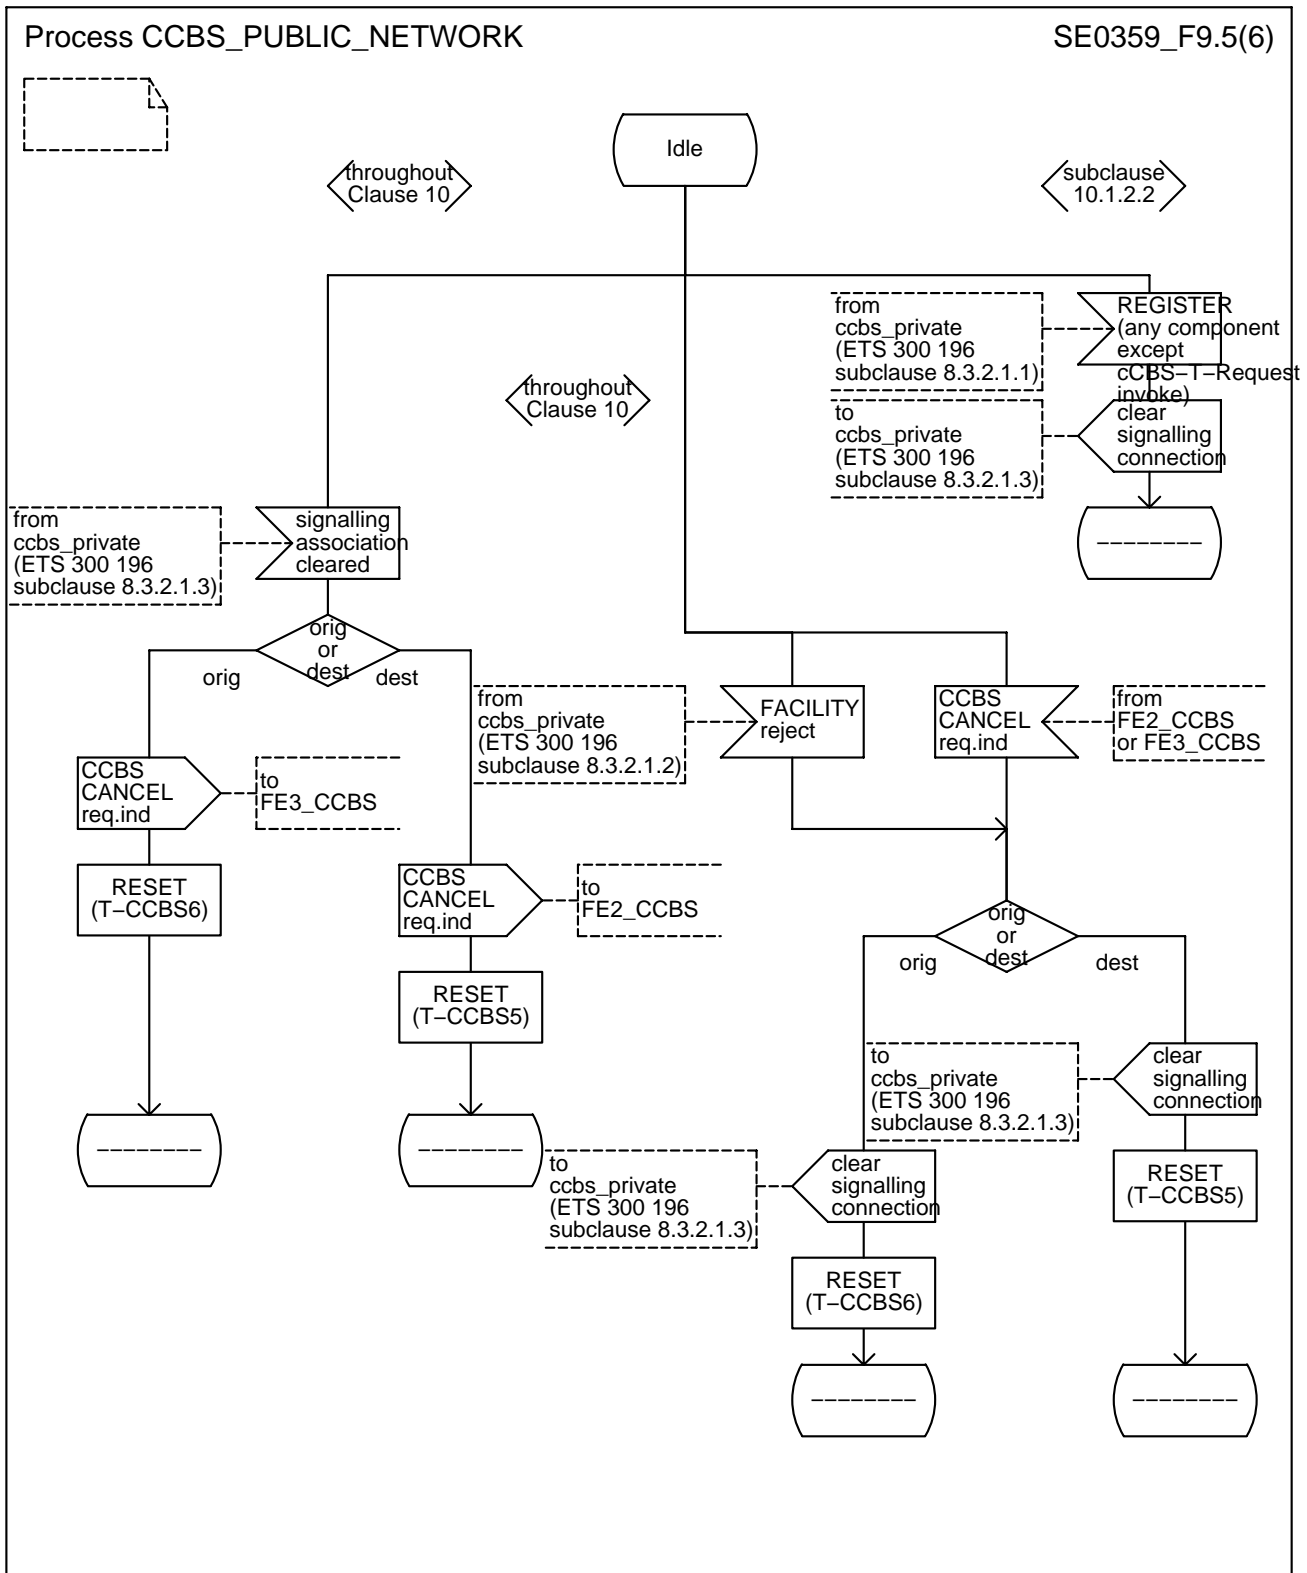 Process CCBS_PUBLIC_NETWORK
SE0359_F9.5(6)
Idle
throughout
Clause 10
subclause
10.1.2.2
from
ccbs_private
(ETS 300 196
subclause 8.3.2.1.1)
REGISTER
(any component
except
cCBS−T−Request
invoke)
throughout
Clause 10
to
ccbs_private
(ETS 300 196
subclause 8.3.2.1.3)
clear
signalling
connection
−−−−−−−−
from
ccbs_private
(ETS 300 196
subclause 8.3.2.1.3)
signalling
association
cleared
orig
or
dest
orig
dest
from
ccbs_private
(ETS 300 196
subclause 8.3.2.1.2)
FACILITY
reject
CCBS
CANCEL
req.ind
from
FE2_CCBS
or FE3_CCBS
CCBS
CANCEL
req.ind
to
FE3_CCBS
RESET
(T−CCBS6)
CCBS
CANCEL
req.ind
to
FE2_CCBS
orig
or
dest
orig
dest
RESET
(T−CCBS5)
to
ccbs_private
(ETS 300 196
subclause 8.3.2.1.3)
clear
signalling
connection
−−−−−−−−
−−−−−−−−
to
ccbs_private
(ETS 300 196
subclause 8.3.2.1.3)
clear
signalling
connection
RESET
(T−CCBS5)
RESET
(T−CCBS6)
−−−−−−−−
−−−−−−−−